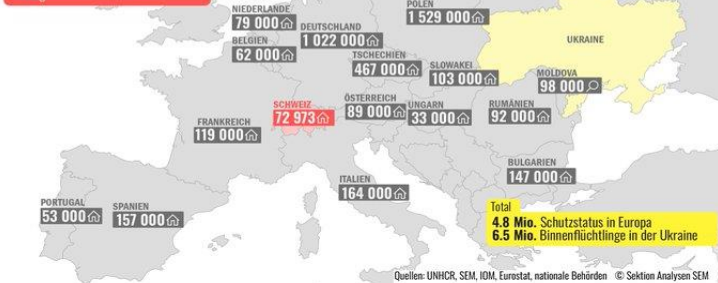 NIEDERLANDE
79 000
POLEN
1 529 000
DEUTSCHLAND
1 022 000
BELGIEN
62 000
UKRAINE
TSCHECHIEN
467 000
SLOWAKEI
103 000
MOLDOVA
98 000
SCHWEIZ
72 973
ÖSTERREICH
89 000
UNGARN
33 000
RUMÄNIEN
92 000
FRANKREICH
119 000
BULGARIEN
147 000
ITALIEN
164 000
PORTUGAL
53 000
SPANIEN
157 000
Total
4.8 Mio. Schutzstatus in Europa
6.5 Mio. Binnenflüchtlinge in der Ukraine
Quellen: UNHCR, SEM, IOM, Eurostat, nationale Behörden © Sektion Analysen SEM